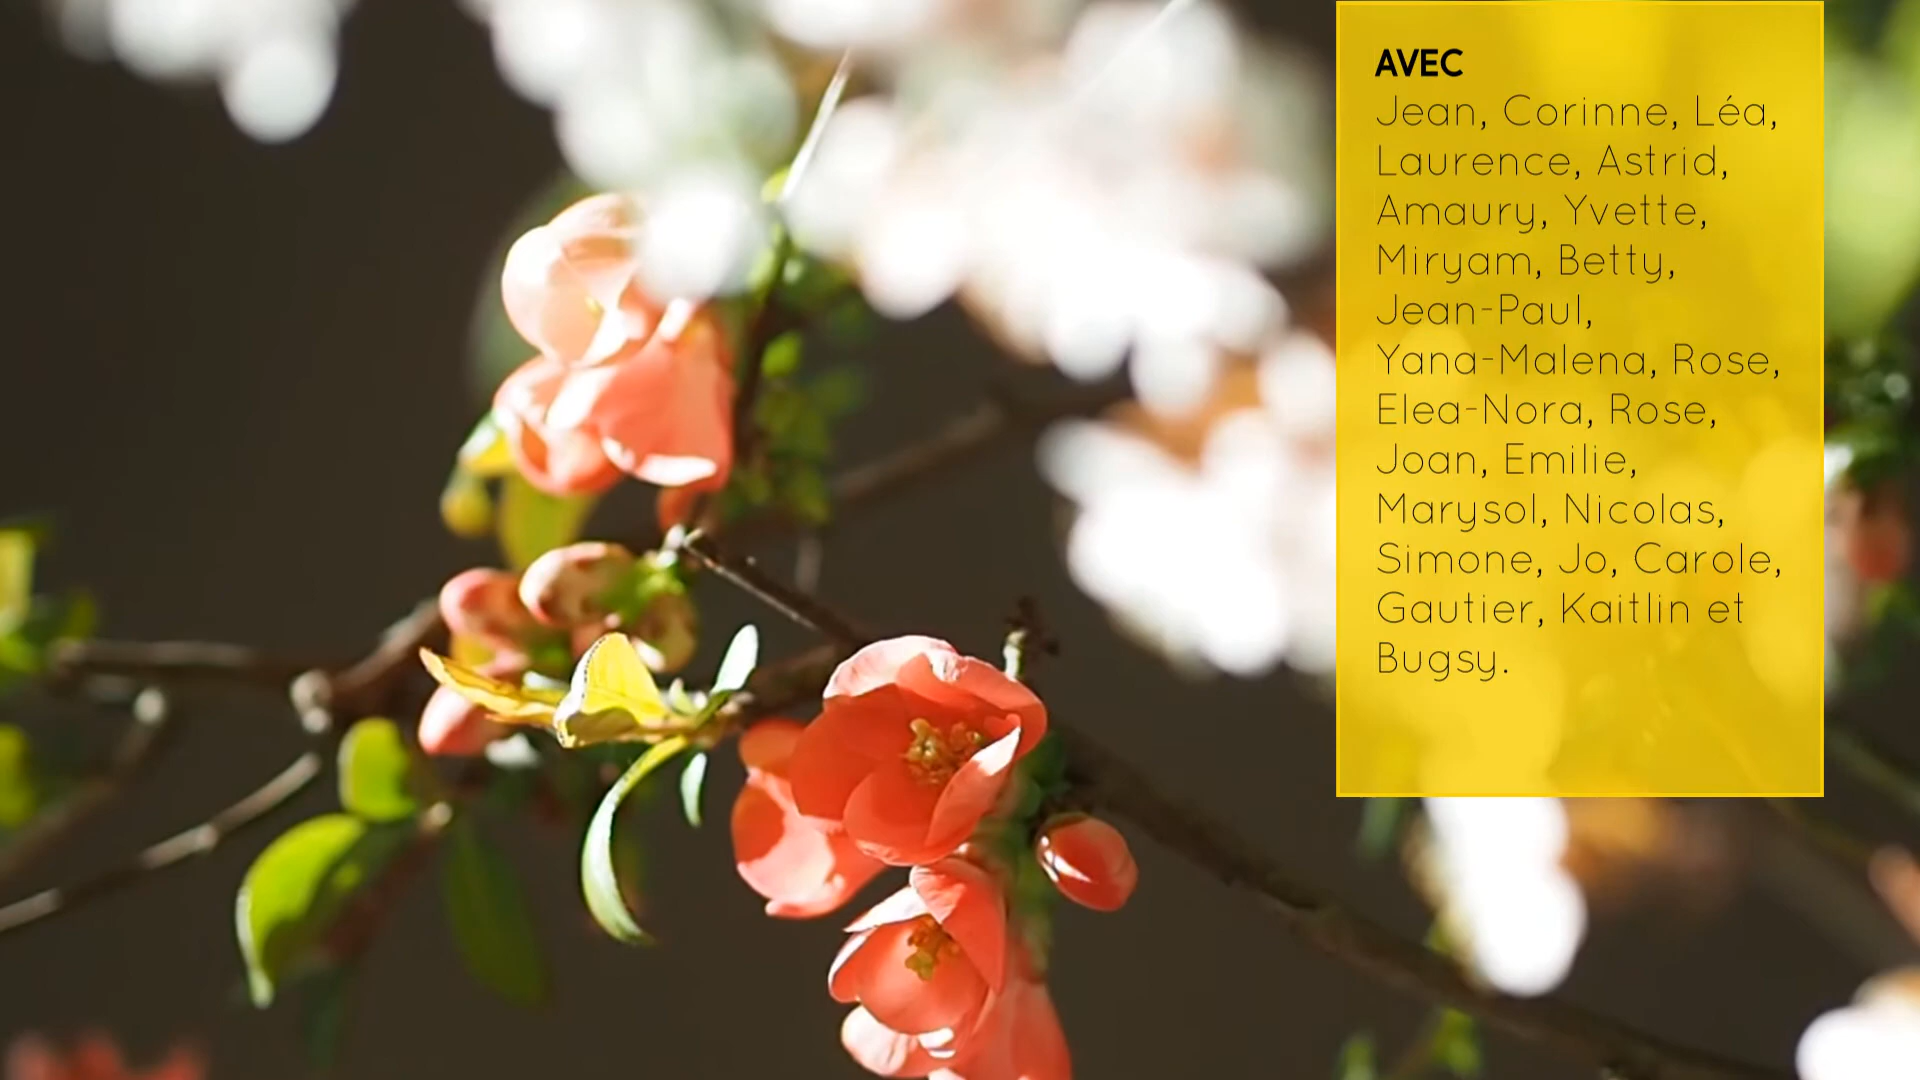 AVEC
Jean, Corinne, Léa,
Laurence, Astrid,
Amaury, Yvette,
Miryam, Betty,
Jean-Paul,
Yana-Malena, Rose,
Elea-Nora, Rose,
Joan, Emilie,
Marysol, Nicolas,
Simone, Jo, Carole,
Gautier, Kaitlin et
Bugsy.